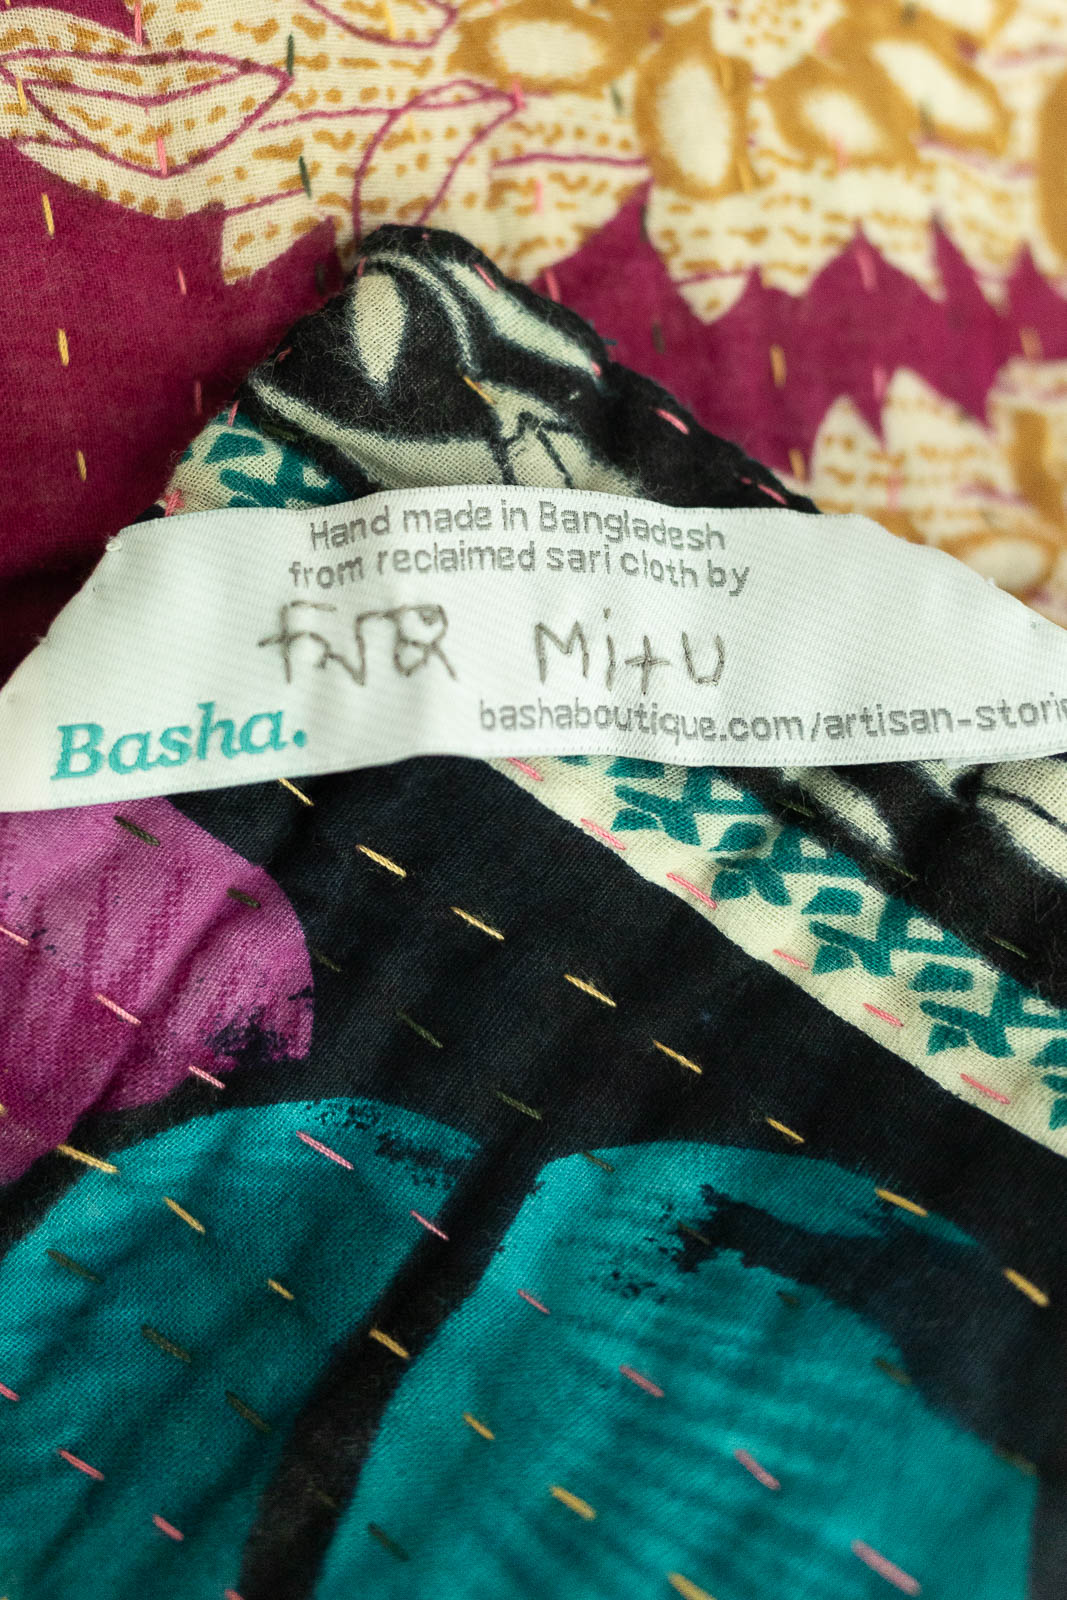 Hand made in Bangladesh
from reclaimed sari cloth by
মিতু Mitu
Basha.
bashaboutique.com/artisan-stori